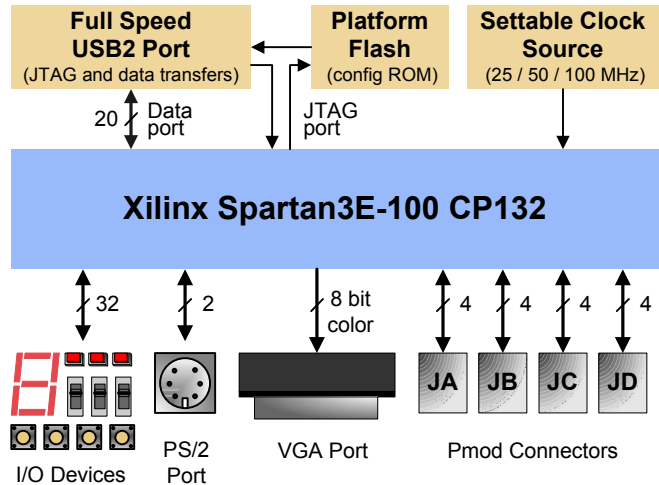 Full Speed
USB2 Port
(JTAG and data transfers)
Platform
Flash
(config ROM)
Settable Clock
Source
(25 / 50 / 100 MHz)
20
Data
port
JTAG
port
Xilinx Spartan3E-100 CP132
32
2
8 bit
color
4
4
4
4
JA
JB
JC
JD
I/O Devices
PS/2
Port
VGA Port
Pmod Connectors